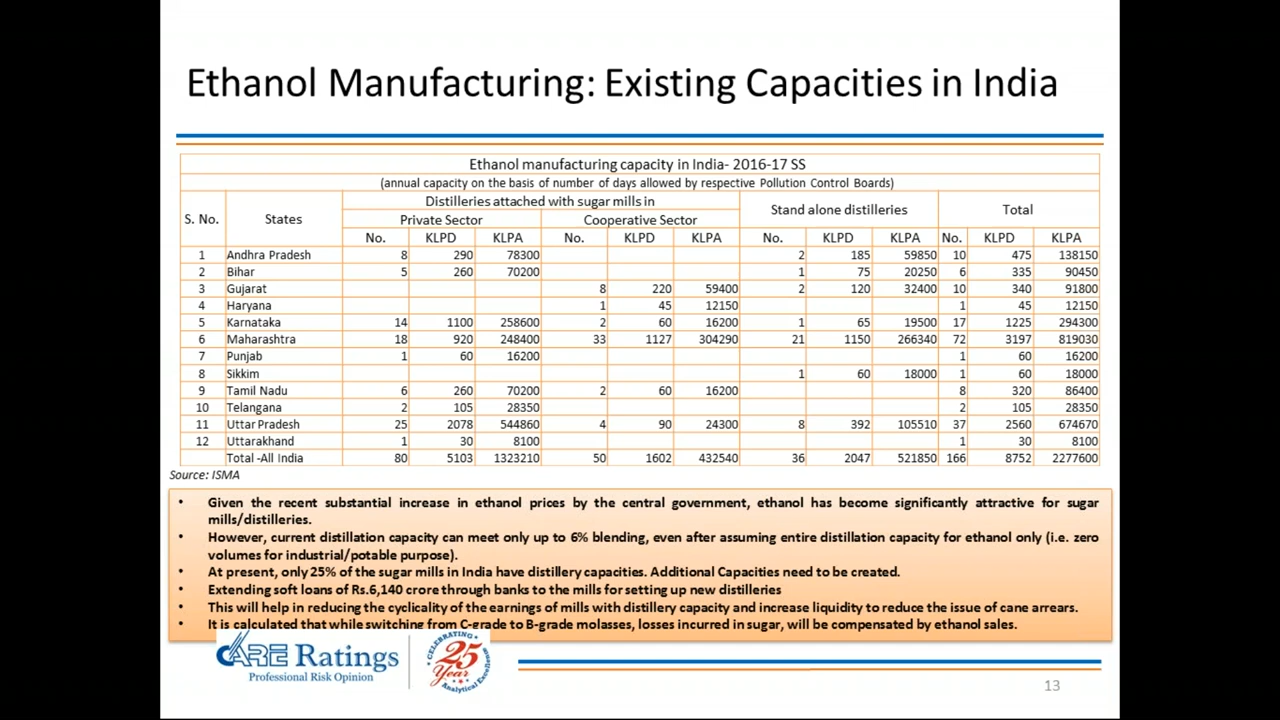 Ethanol Manufacturing: Existing Capacities in India
Ethanol manufacturing capacity in India- 2016-17 SS
(annual capacity on the basis of number of days allowed by respective Pollution Control Boards)
S. No. States Distilleries attached with sugar mills in Stand alone distilleries Total
Private Sector Cooperative Sector
No. KLPD KLPA No. KLPD KLPA No. KLPD KLPA No. KLPD KLPA
1 Andhra Pradesh 8 290 78300 2 185 59850 10 475 138150
2 Bihar 5 260 70200 1 75 20250 6 335 90450
3 Gujarat 8 220 59400 2 120 32400 10 340 91800
4 Haryana 1 45 12150 1 45 12150
5 Karnataka 14 1100 258600 2 60 16200 1 65 19500 17 1225 294300
6 Maharashtra 18 920 248400 33 1127 304290 21 1150 266340 72 3197 819030
7 Punjab 1 60 16200 1 60 16200
8 Sikkim 1 60 18000 1 60 18000
9 Tamil Nadu 6 260 70200 2 60 16200 8 320 86400
10 Telangana 2 105 28350 2 105 28350
11 Uttar Pradesh 25 2078 544860 4 90 24300 8 392 105510 37 2560 674670
12 Uttarakhand 1 30 8100 1 30 8100
Total -All India 80 5103 1323210 50 1602 432540 36 2047 521850 166 8752 2277600
Source: ISMA
• Given the recent substantial increase in ethanol prices by the central government, ethanol has become significantly attractive for sugar
mills/distilleries.
• However, current distillation capacity can meet only up to 6% blending, even after assuming entire distillation capacity for ethanol only (i.e. zero
volumes for industrial/potable purpose).
• At present, only 25% of the sugar mills in India have distillery capacities. Additional Capacities need to be created.
• Extending soft loans of Rs.6,140 crore through banks to the mills for setting up new distilleries
• This will help in reducing the cyclicality of the earnings of mills with distillery capacity and increase liquidity to reduce the issue of cane arrears.
• It is calculated that while switching from C-grade to B-grade molasses, losses incurred in sugar, will be compensated by ethanol sales.
CARE Ratings
Professional Risk Opinion
CELEBRATING
25
Year
Analytical Excellence
13